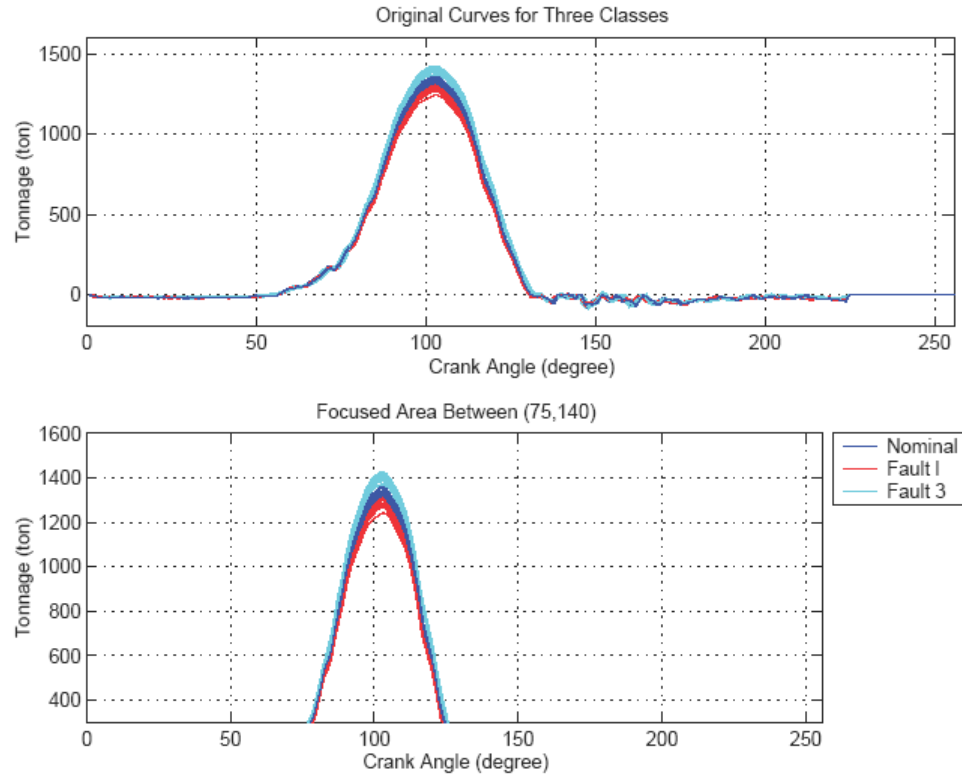 Original Curves for Three Classes
1500
1000
500
0
Tonnage (ton)
0 50 100 150 200 250
Crank Angle (degree)
Focused Area Between (75,140)
1600
1400
1200
1000
800
600
400
Tonnage (ton)
0 50 100 150 200 250
Crank Angle (degree)
Nominal
Fault I
Fault 3